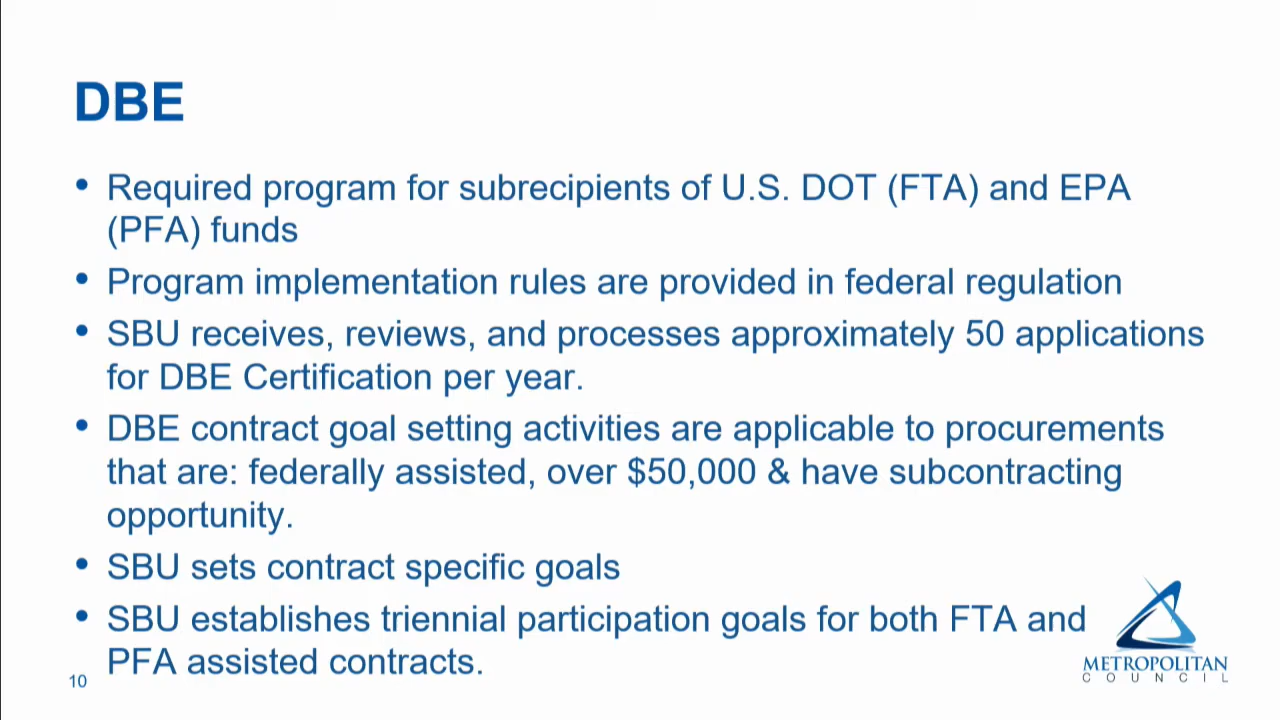 DBE
• Required program for subrecipients of U.S. DOT (FTA) and EPA
(PFA) funds
• Program implementation rules are provided in federal regulation
• SBU receives, reviews, and processes approximately 50 applications
for DBE Certification per year.
• DBE contract goal setting activities are applicable to procurements
that are: federally assisted, over $50,000 & have subcontracting
opportunity.
• SBU sets contract specific goals
• SBU establishes triennial participation goals for both FTA and
PFA assisted contracts.
10
METROPOLITAN
COUNCIL